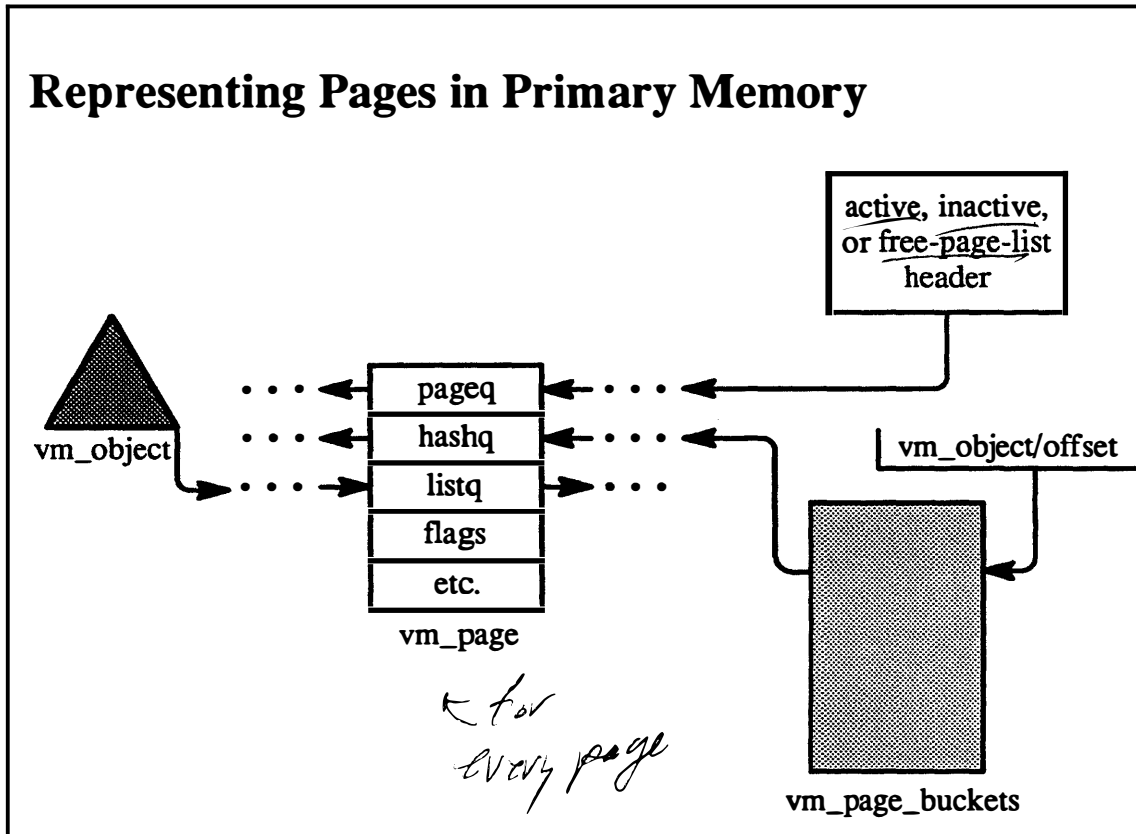 Representing Pages in Primary Memory
active, inactive,
or free-page-list
header
pageq
hashq
listq
flags
etc.
vm_page
vm_object
vm_object/offset
vm_page_buckets
for
every page